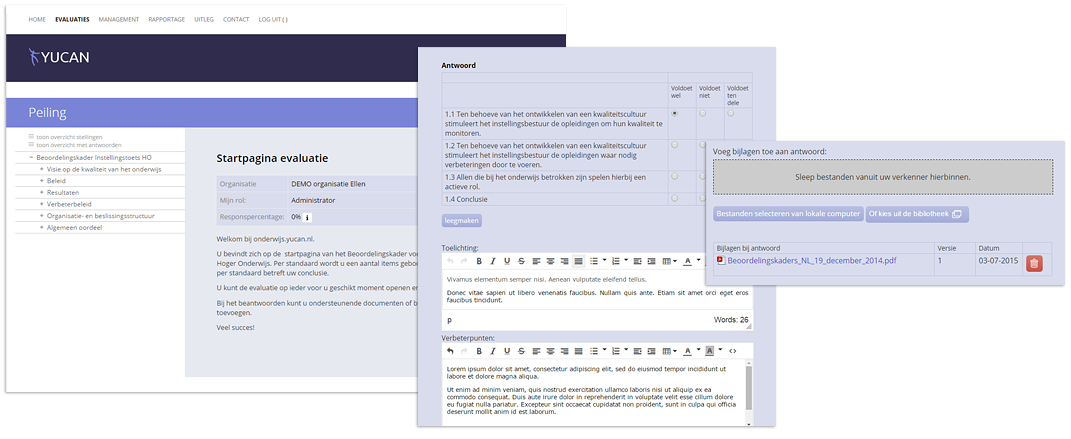 HOME EVALUATIES MANAGEMENT RAPPORTAGE UITLEG CONTACT LOG UIT ( )
YUCAN
Peiling
toon overzicht stellingen
toon overzicht met antwoorden
Beoordelingskader Instellingstoets HO
+ Visie op de kwaliteit van het onderwijs
+ Beleid
+ Resultaten
+ Verbeterbeleid
+ Organisatie- en beslissingsstructuur
+ Algemeen oordeel
Startpagina evaluatie
Organisatie DEMO organisatie Ellen
Mijn rol: Administrator
Responspercentage: 0% i
Welkom bij onderwijs.yucan.nl.
U bevindt zich op de startpagina van het Beoordelingskader
Hoger Onderwijs. Per standaard wordt u een aantal items
per standaard betreft uw conclusie.
U kunt de evaluatie op ieder voor u geschikt moment openen
Bij het beantwoorden kunt u ondersteunende documenten of
toevoegen.
Veel succes!
Antwoord
Voldoet wel
Voldoet niet
Voldoet ten dele
1.1 Ten behoeve van het ontwikkelen van een kwaliteitscultuur
stimuleert het instellingsbestuur de opleidingen om hun kwaliteit te
monitoren.
1.2 Ten behoeve van het ontwikkelen van een kwaliteitscultuur
stimuleert het instellingsbestuur de opleidingen waar nodig
verbeteringen door te voeren.
1.3 Allen die bij het onderwijs betrokken zijn spelen hierbij een
actieve rol.
1.4 Conclusie
leegmaken
Toelichting:
B I U S A
Vivamus elementum semper nisi. Aenean vulputate eleifend tellus.
Donec vitae sapien ut libero venenatis faucibus. Nullam quis ante. Etiam sit amet orci eget eros
faucibus tincidunt.
p Words: 26
Verbeterpunten:
B I U S A A <>
Lorem ipsum dolor sit amet, consectetur adipiscing elit, sed do eiusmod tempor incididunt ut
labore et dolore magna aliqua.
Ut enim ad minim veniam, quis nostrud exercitation ullamco laboris nisi ut aliquip ex ea
commodo consequat. Duis aute irure dolor in reprehenderit in voluptate velit esse cillum dolore
eu fugiat nulla pariatur. Excepteur sint occaecat cupidatat non proident, sunt in culpa qui officia
deserunt mollit anim id est laborum.
Voeg bijlagen toe aan antwoord:
Sleep bestanden vanuit uw verkenner hierbinnen.
Bestanden selecteren van lokale computer Of kies uit de bibliotheek
Bijlagen bij antwoord Versie Datum
Beoordelingskaders_NL_19_december_2014.pdf 1 03-07-2015